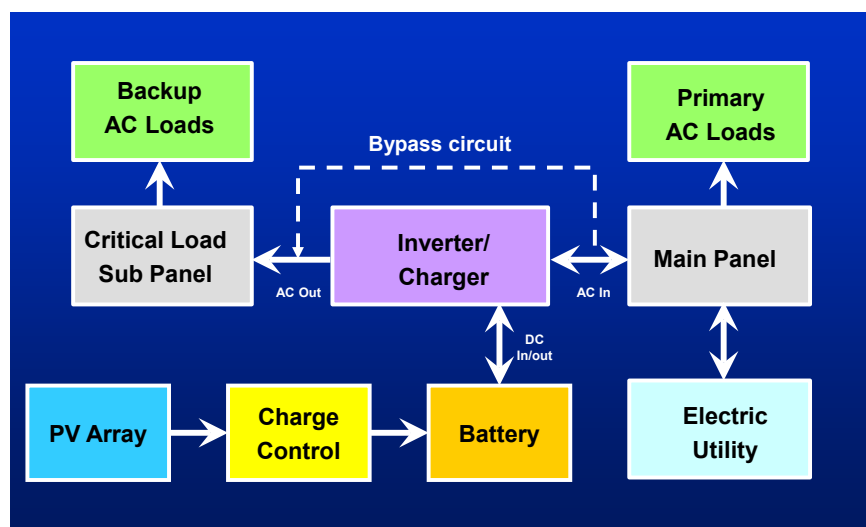 Backup
AC Loads
Primary
AC Loads
Bypass circuit
Critical Load
Sub Panel
AC Out
Inverter/
Charger
AC In
Main Panel
DC
In/out
PV Array
Charge
Control
Battery
Electric
Utility